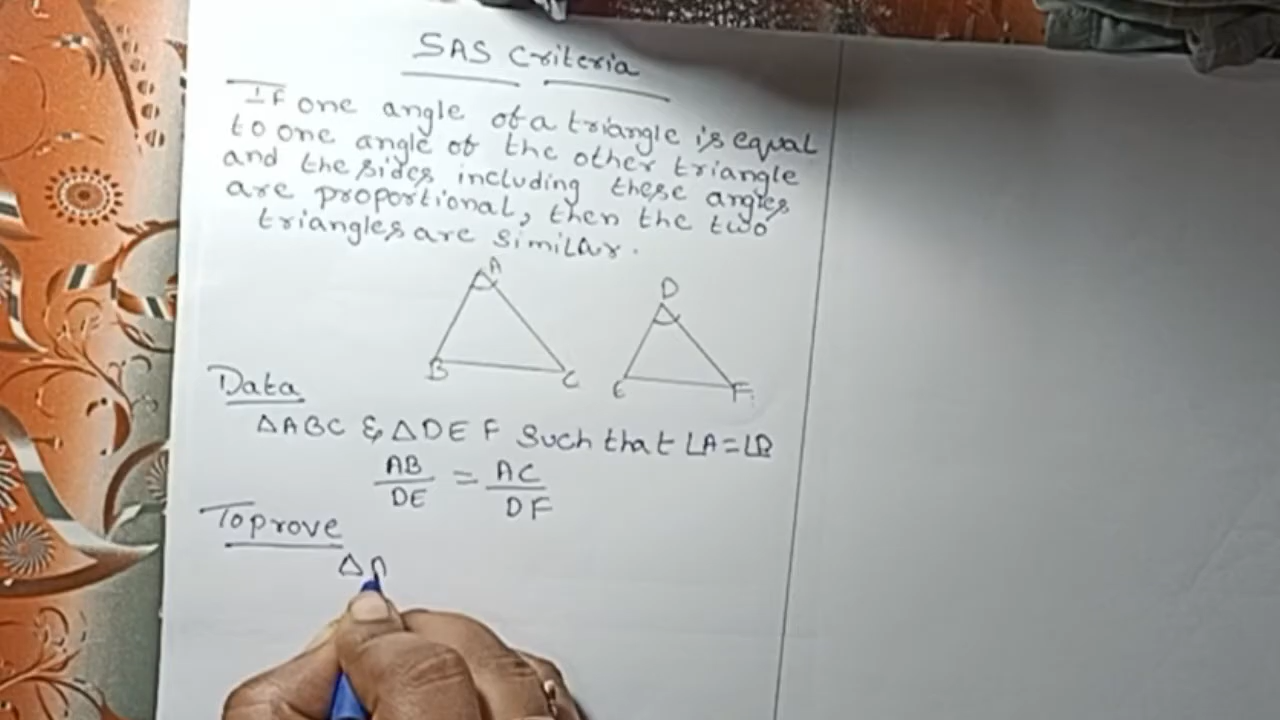 SAS Criteria
If one angle of a triangle is equal
to one angle of the other triangle
and the sides including these angles
are proportional, then the two
triangles are similar.
A
D
B
C
E
F
Data
ΔABC & ΔDEF Such that ∠A=∠D
AB/DE = AC/DF
To prove
ΔA